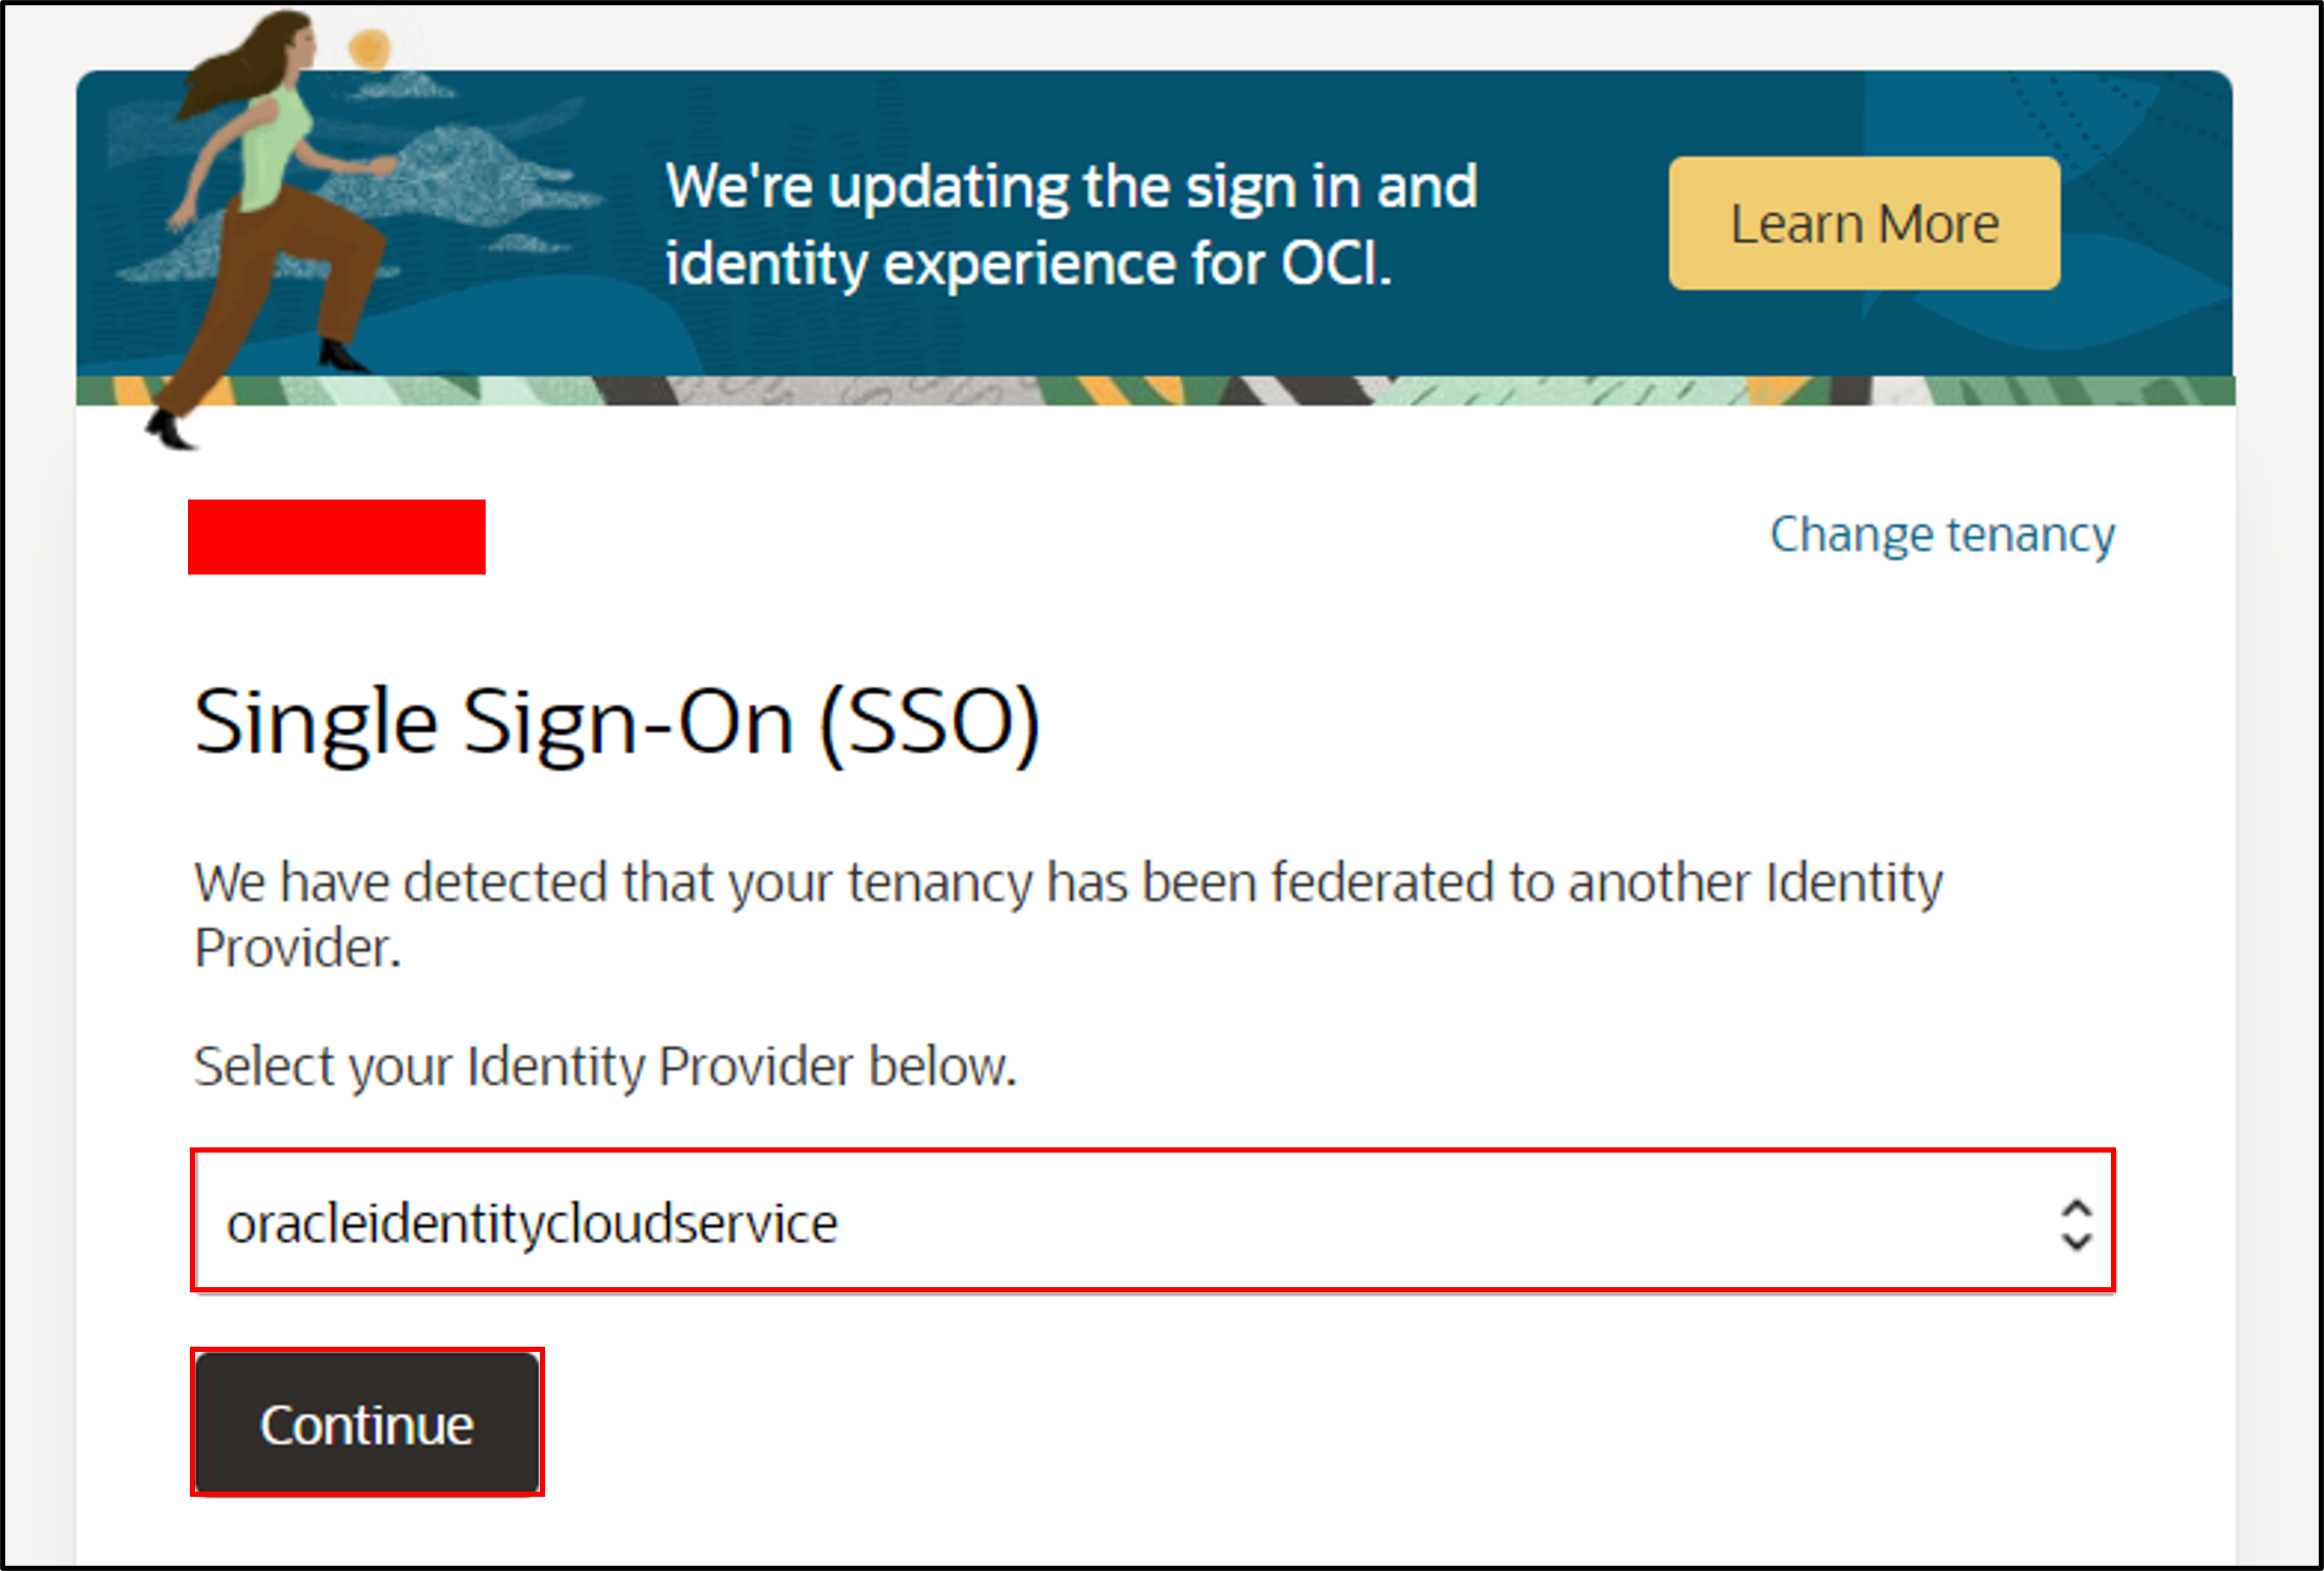 We're updating the sign in and
identity experience for OCI.
Learn More
Change tenancy
Single Sign-On (SSO)
We have detected that your tenancy has been federated to another Identity
Provider.
Select your Identity Provider below.
oracleidentitycloudservice
Continue